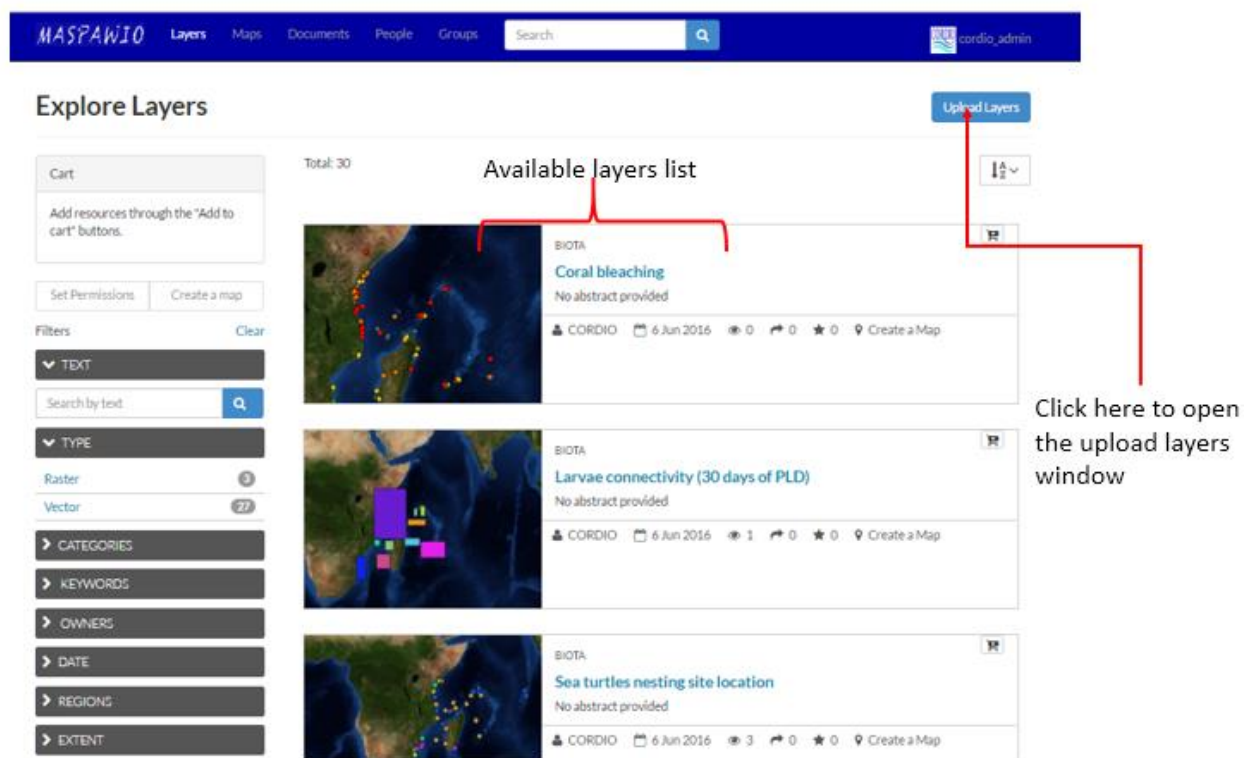 MASPAWIO Layers Maps Documents People Groups Search cordio_admin
Explore Layers
Upload Layers
Cart
Add resources through the "Add to
cart" buttons.
Set Permissions Create a map
Filters Clear
TEXT
Search by text
TYPE
Raster 3
Vector 27
CATEGORIES
KEYWORDS
OWNERS
DATE
REGIONS
EXTENT
Total: 30
Available layers list
BIOTA
Coral bleaching
No abstract provided
CORDIO 6 Jun 2016 0 0 0 Create a Map
BIOTA
Larvae connectivity (30 days of PLD)
No abstract provided
CORDIO 6 Jun 2016 1 0 0 Create a Map
BIOTA
Sea turtles nesting site location
No abstract provided
CORDIO 6 Jun 2016 3 0 0 Create a Map
Click here to open
the upload layers
window